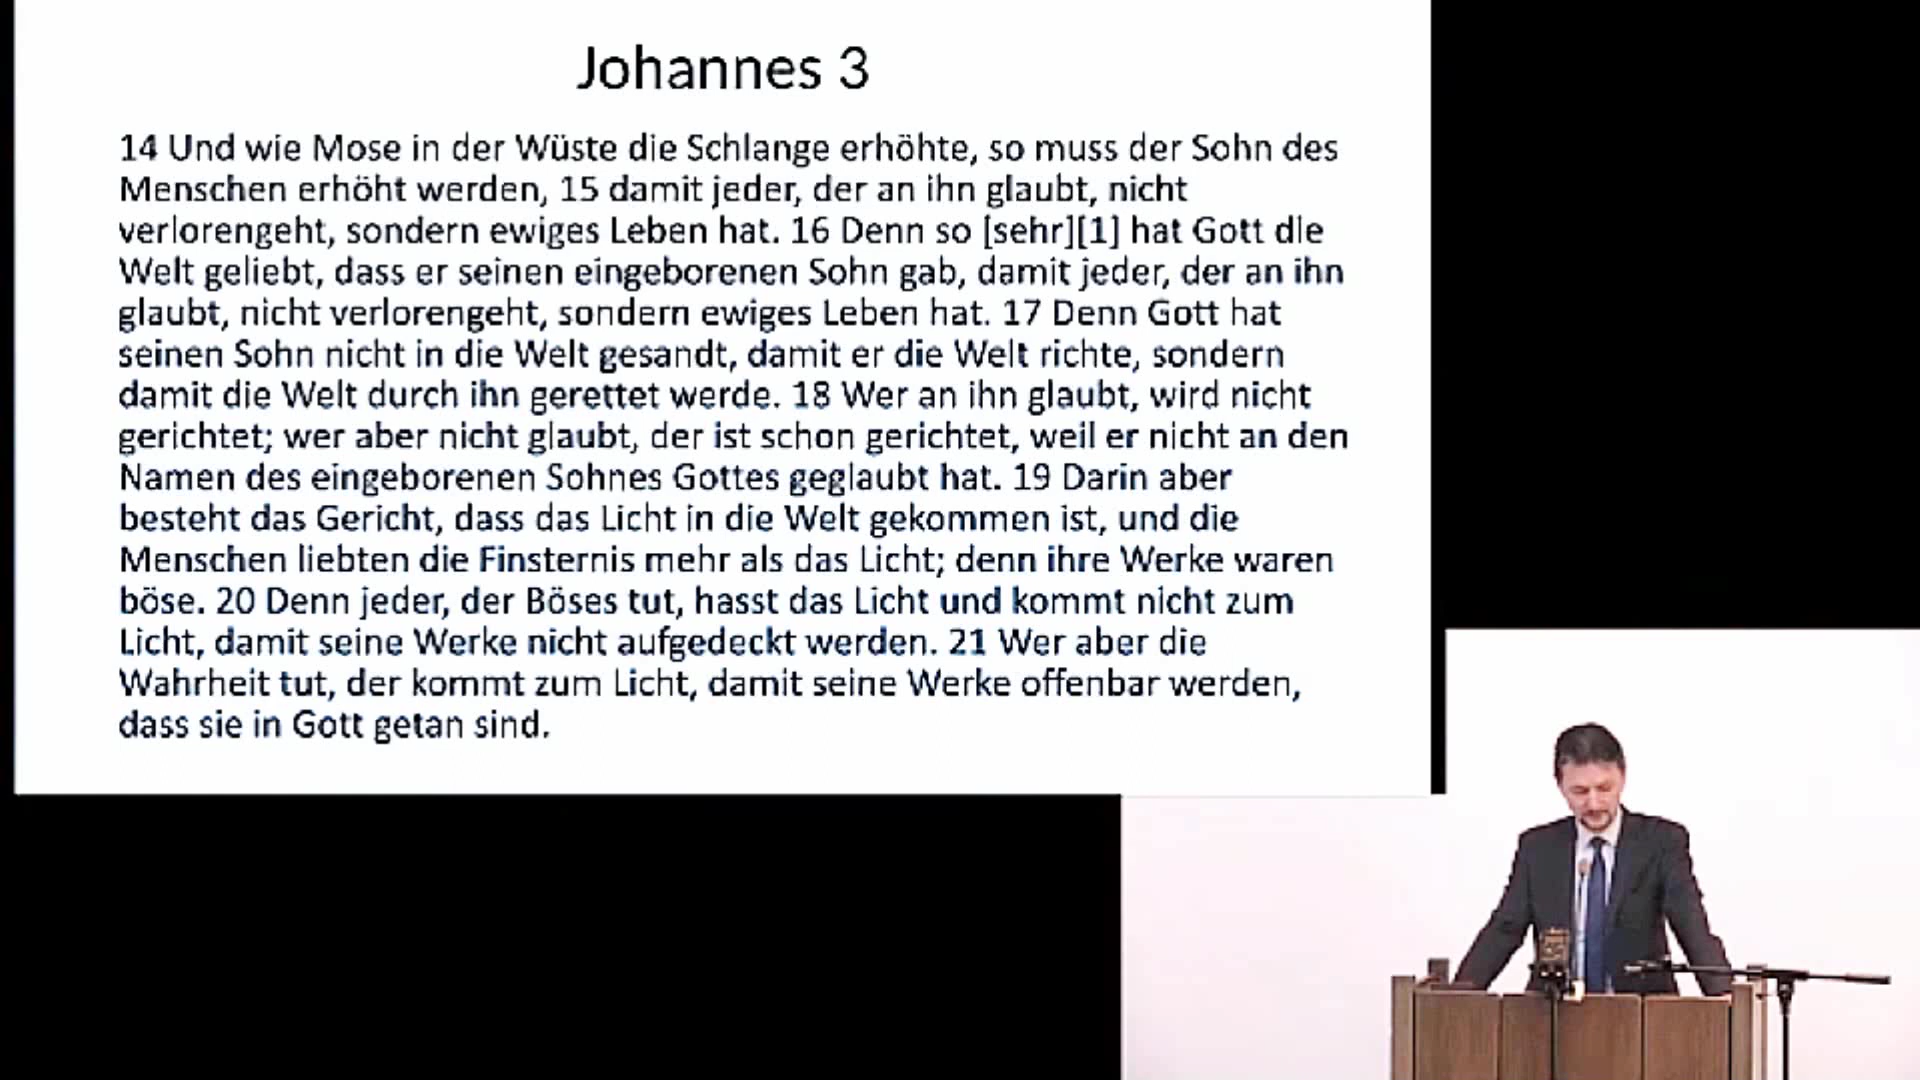 Johannes 3
14 Und wie Mose in der Wüste die Schlange erhöhte, so muss der Sohn des
Menschen erhöht werden, 15 damit jeder, der an ihn glaubt, nicht
verlorengeht, sondern ewiges Leben hat. 16 Denn so [sehr][1] hat Gott die
Welt geliebt, dass er seinen eingeborenen Sohn gab, damit jeder, der an ihn
glaubt, nicht verlorengeht, sondern ewiges Leben hat. 17 Denn Gott hat
seinen Sohn nicht in die Welt gesandt, damit er die Welt richte, sondern
damit die Welt durch ihn gerettet werde. 18 Wer an ihn glaubt, wird nicht
gerichtet; wer aber nicht glaubt, der ist schon gerichtet, weil er nicht an den
Namen des eingeborenen Sohnes Gottes geglaubt hat. 19 Darin aber
besteht das Gericht, dass das Licht in die Welt gekommen ist, und die
Menschen liebten die Finsternis mehr als das Licht; denn ihre Werke waren
böse. 20 Denn jeder, der Böses tut, hasst das Licht und kommt nicht zum
Licht, damit seine Werke nicht aufgedeckt werden. 21 Wer aber die
Wahrheit tut, der kommt zum Licht, damit seine Werke offenbar werden,
dass sie in Gott getan sind.